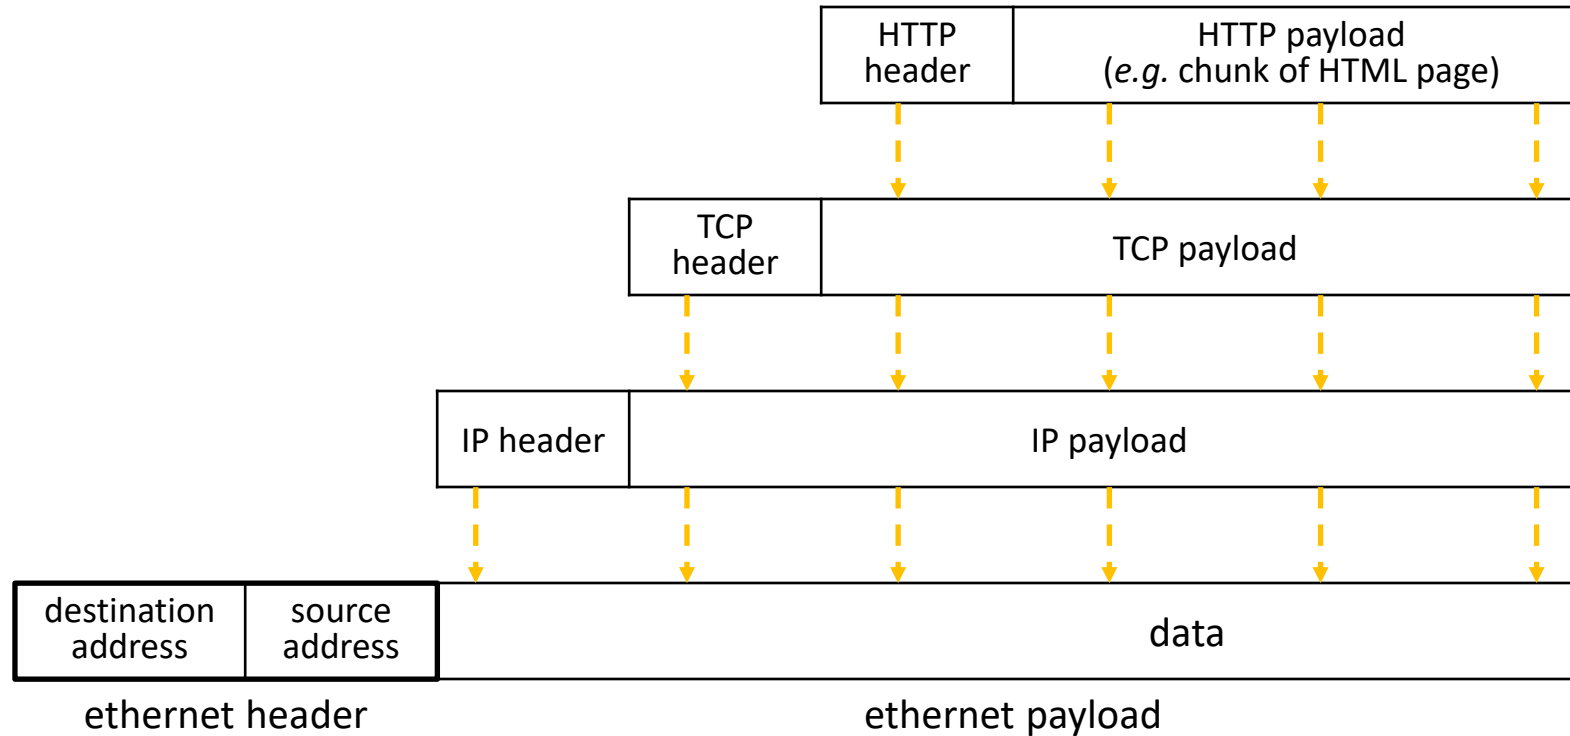 HTTP
header
HTTP payload
(e.g. chunk of HTML page)
TCP
header
TCP payload
IP header
IP payload
destination
address
source
address
data
ethernet header
ethernet payload